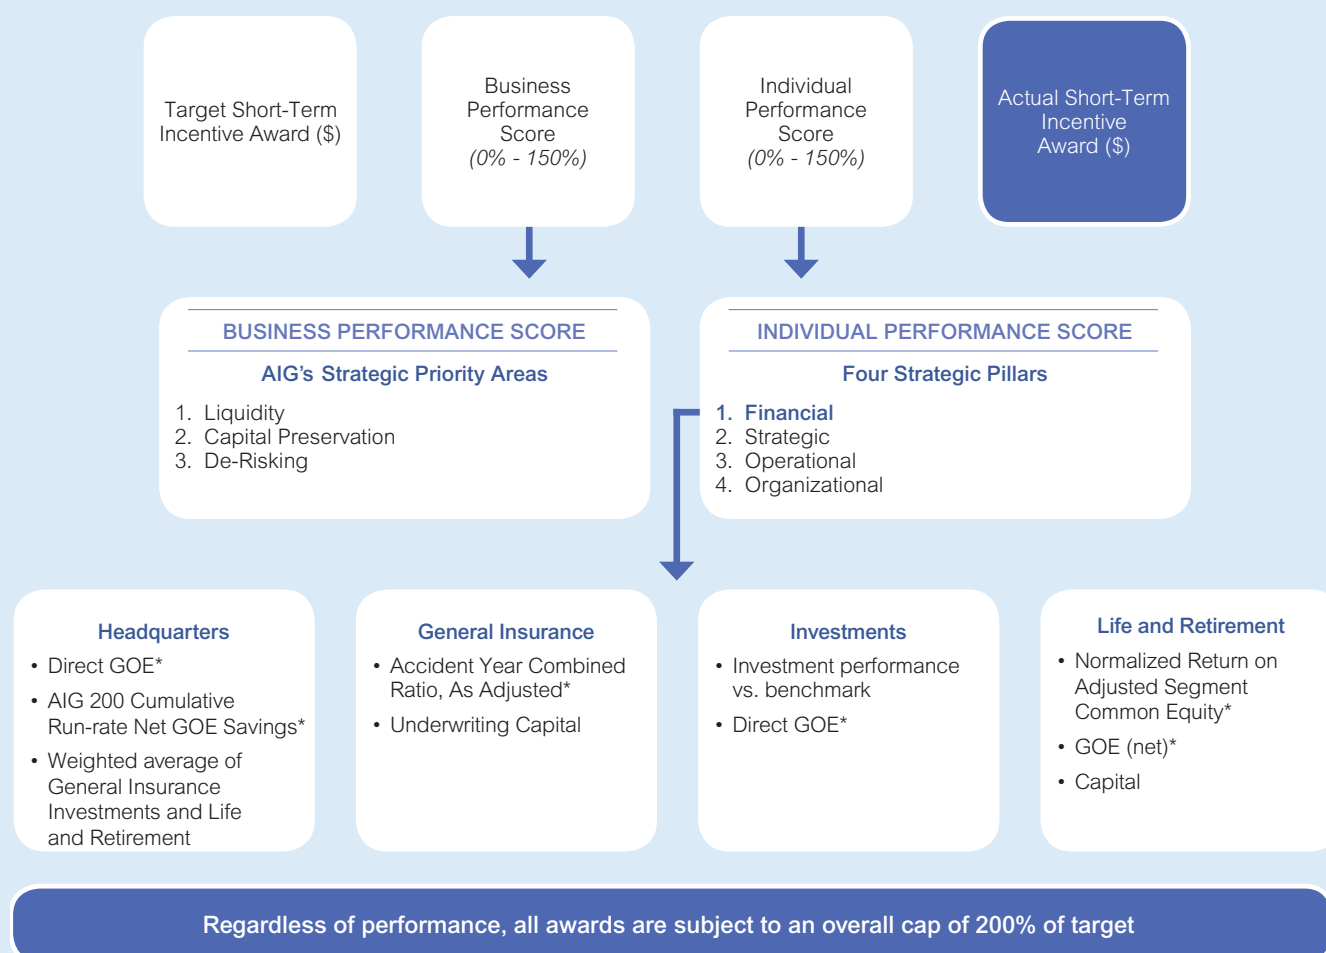 Target Short-Term
Incentive Award ($)
Business
Performance
Score
(0% - 150%)
Individual
Performance
Score
(0% - 150%)
Actual Short-Term
Incentive
Award ($)
BUSINESS PERFORMANCE SCORE
AIG's Strategic Priority Areas
1. Liquidity
2. Capital Preservation
3. De-Risking
INDIVIDUAL PERFORMANCE SCORE
Four Strategic Pillars
1. Financial
2. Strategic
3. Operational
4. Organizational
Headquarters
• Direct GOE*
• AIG 200 Cumulative
Run-rate Net GOE Savings*
• Weighted average of
General Insurance
Investments and Life
and Retirement
General Insurance
• Accident Year Combined
Ratio, As Adjusted*
• Underwriting Capital
Investments
• Investment performance
vs. benchmark
• Direct GOE*
Life and Retirement
• Normalized Return on
Adjusted Segment
Common Equity*
• GOE (net)*
• Capital
Regardless of performance, all awards are subject to an overall cap of 200% of target